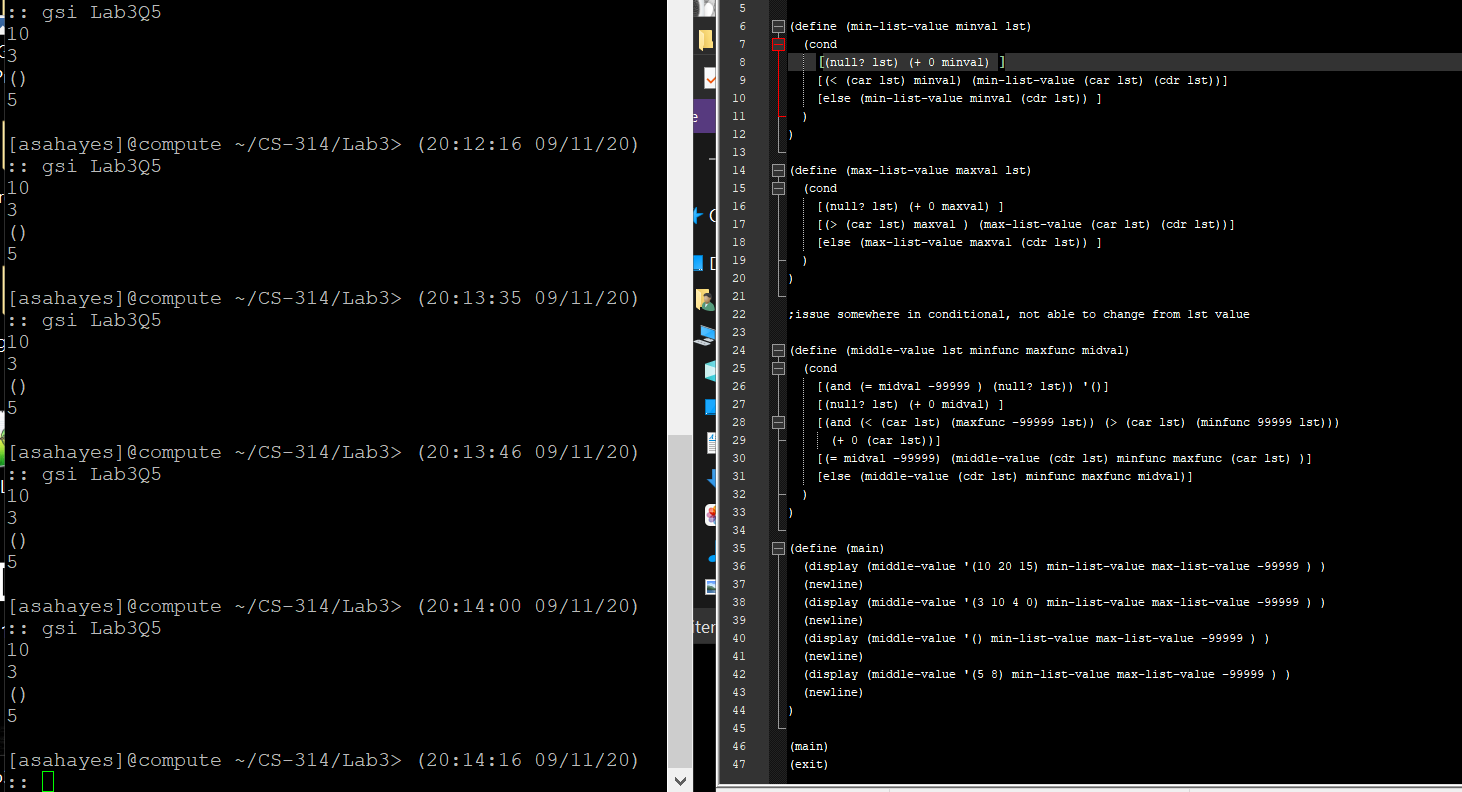 :: gsi Lab3Q5
10
3
()
5
[asahayes]@compute ~/CS-314/Lab3> (20:12:16 09/11/20)
:: gsi Lab3Q5
10
3
()
5
[asahayes]@compute ~/CS-314/Lab3> (20:13:35 09/11/20)
:: gsi Lab3Q5
10
3
()
5
[asahayes]@compute ~/CS-314/Lab3> (20:13:46 09/11/20)
:: gsi Lab3Q5
10
3
()
5
[asahayes]@compute ~/CS-314/Lab3> (20:14:00 09/11/20)
:: gsi Lab3Q5
10
3
()
5
[asahayes]@compute ~/CS-314/Lab3> (20:14:16 09/11/20)
::
5
6 (define (min-list-value minval lst)
7 (cond
8 [(null? lst) (+ 0 minval) ]
9 [(< (car lst) minval) (min-list-value (car lst) (cdr lst))]
10 [else (min-list-value minval (cdr lst)) ]
11 )
12 )
13
14 (define (max-list-value maxval lst)
15 (cond
16 [(null? lst) (+ 0 maxval) ]
17 [(> (car lst) maxval ) (max-list-value (car lst) (cdr lst))]
18 [else (max-list-value maxval (cdr lst)) ]
19 )
20 )
21
22 ;issue somewhere in conditional, not able to change from lst value
23
24 (define (middle-value lst minfunc maxfunc midval)
25 (cond
26 [(and (= midval -99999 ) (null? lst)) '()]
27 [(null? lst) (+ 0 midval) ]
28 [(and (< (car lst) (maxfunc -99999 lst)) (> (car lst) (minfunc 99999 lst)))
29 (+ 0 (car lst))]
30 [(= midval -99999) (middle-value (cdr lst) minfunc maxfunc (car lst) )]
31 [else (middle-value (cdr lst) minfunc maxfunc midval)]
32 )
33 )
34
35 (define (main)
36 (display (middle-value '(10 20 15) min-list-value max-list-value -99999 ) )
37 (newline)
38 (display (middle-value '(3 10 4 0) min-list-value max-list-value -99999 ) )
39 (newline)
40 (display (middle-value '() min-list-value max-list-value -99999 ) )
41 (newline)
42 (display (middle-value '(5 8) min-list-value max-list-value -99999 ) )
43 (newline)
44 )
45
46 (main)
47 (exit)